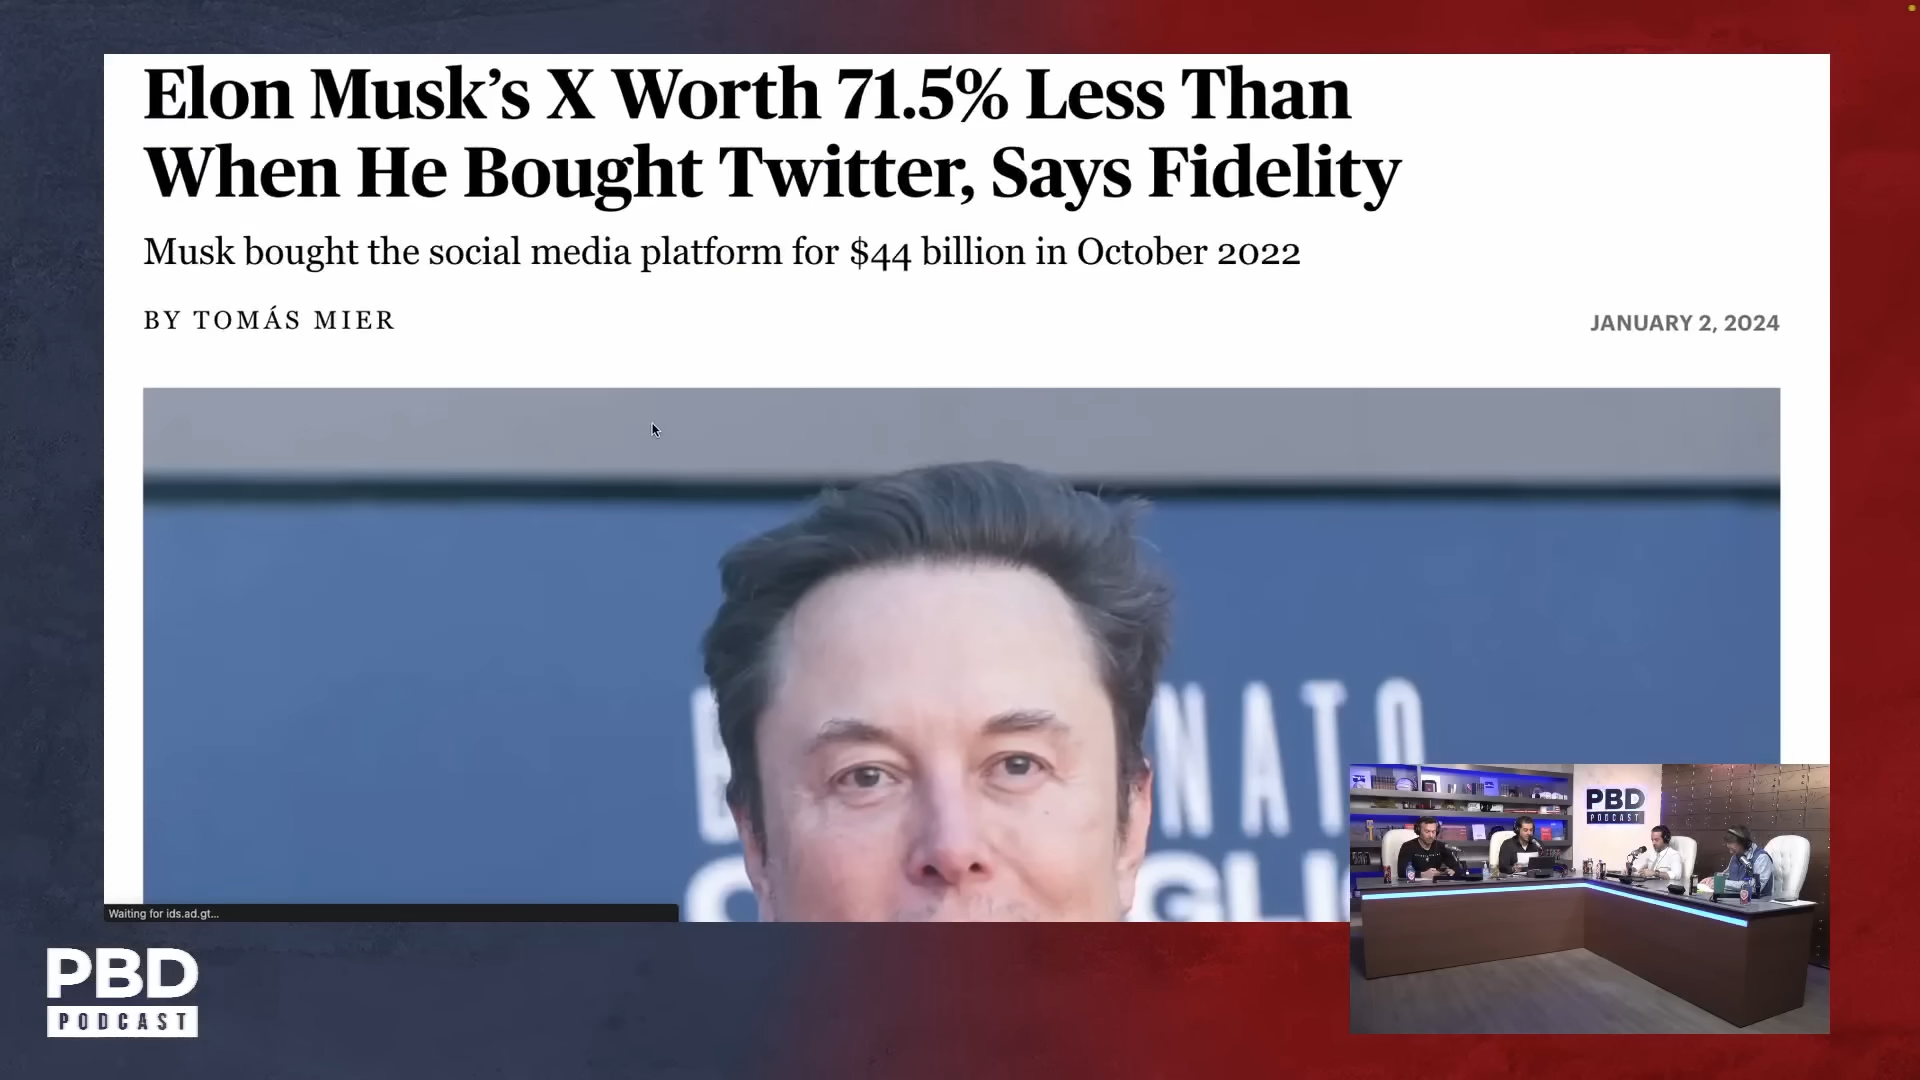 Elon Musk’s X Worth 71.5% Less Than
When He Bought Twitter, Says Fidelity
Musk bought the social media platform for $44 billion in October 2022
BY TOMÁS MIER
JANUARY 2, 2024
NATO
GLI
Waiting for ids.ad.gt...
PBD
PODCAST
PBD
PODCAST